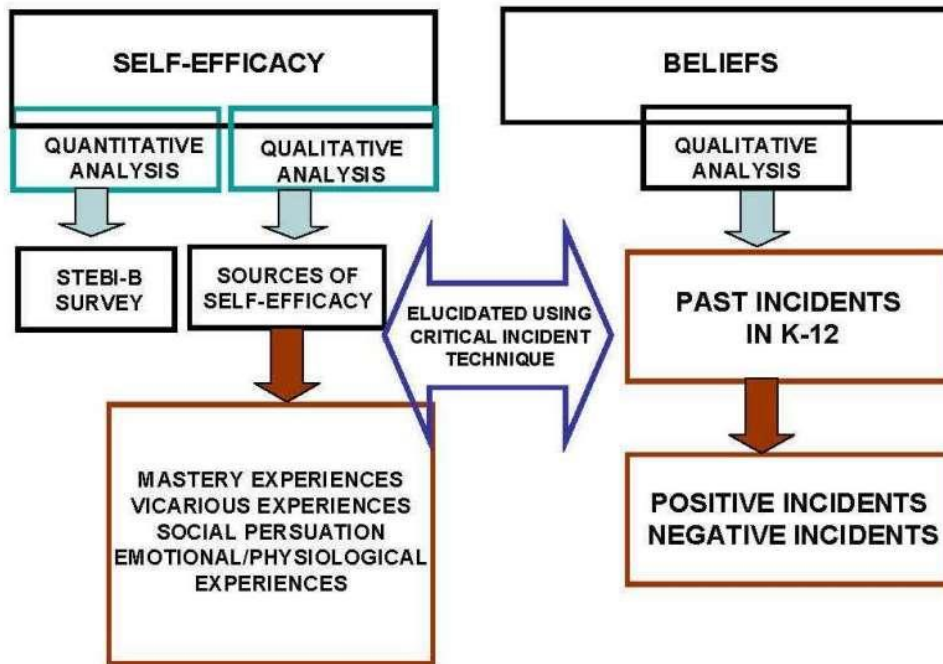 SELF-EFFICACY
QUANTITATIVE
ANALYSIS
QUALITATIVE
ANALYSIS
STEBI-B
SURVEY
SOURCES OF
SELF-EFFICACY
MASTERY EXPERIENCES
VICARIOUS EXPERIENCES
SOCIAL PERSUATION
EMOTIONAL/PHYSIOLOGICAL
EXPERIENCES
ELUCIDATED USING
CRITICAL INCIDENT
TECHNIQUE
BELIEFS
QUALITATIVE
ANALYSIS
PAST INCIDENTS
IN K-12
POSITIVE INCIDENTS
NEGATIVE INCIDENTS